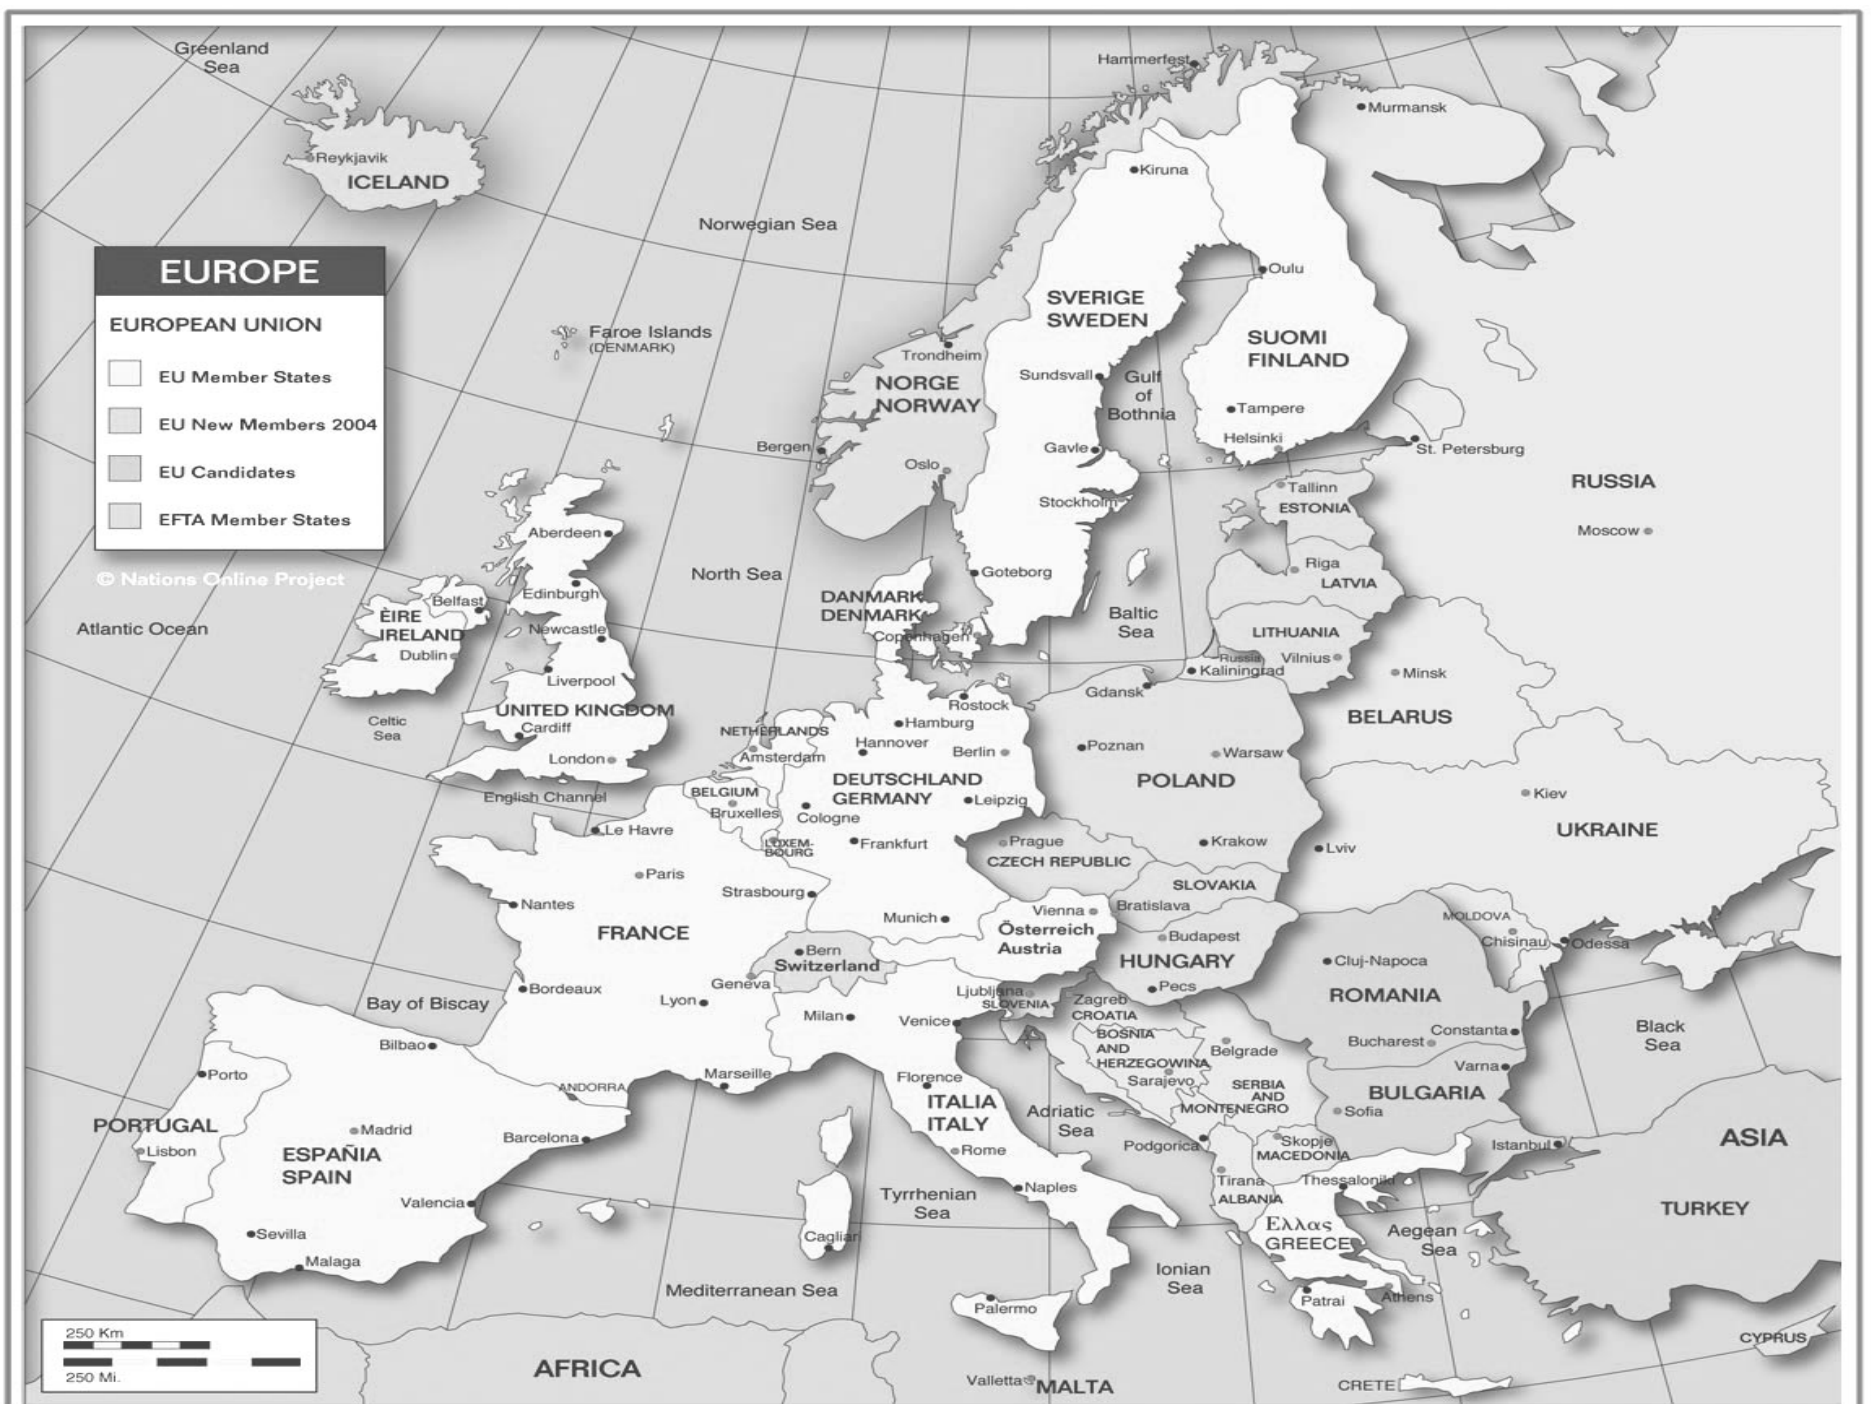 Greenland
Sea
Hammerfest
Murmansk
Reykjavik
ICELAND
Kiruna
Norwegian Sea
EUROPE
EUROPEAN UNION
EU Member States
EU New Members 2004
EU Candidates
EFTA Member States
© Nations Online Project
Oulu
SVERIGE
SWEDEN
SUOMI
FINLAND
Faroe Islands
(DENMARK)
Trondheim
NORGE
NORWAY
Sundsvall
Gulf
of
Bothnia
Tampere
Helsinki
Bergen
Gavle
St. Petersburg
Oslo
RUSSIA
Tallinn
ESTONIA
Stockholm
Moscow
Aberdeen
North Sea
Goteborg
Riga
LATVIA
Edinburgh
DANMARK
DENMARK
Baltic
Sea
Belfast
ÈIRE
IRELAND
Dublin
Atlantic Ocean
Newcastle
Copenhagen
LITHUANIA
Vilnius
Russia
Kaliningrad
Minsk
Liverpool
Gdansk
Celtic
Sea
UNITED KINGDOM
Cardiff
London
Rostock
Hamburg
BELARUS
NETHERLANDS
Amsterdam
Hannover
Berlin
Poznan
Warsaw
DEUTSCHLAND
GERMANY
POLAND
English Channel
BELGIUM
Bruxelles
Cologne
Leipzig
Kiev
UKRAINE
Le Havre
LUXEM-
BOURG
Frankfurt
Prague
CZECH REPUBLIC
Krakow
Lviv
Paris
Strasbourg
SLOVAKIA
Bratislava
Nantes
Munich
Vienna
Österreich
Austria
MOLDOVA
Chisinau
Odessa
FRANCE
Bern
Switzerland
Geneva
Budapest
HUNGARY
Pecs
Cluj-Napoca
ROMANIA
Bay of Biscay
Bordeaux
Lyon
Milan
Venice
Ljubljana
SLOVENIA
Zagreb
CROATIA
Constanta
Black
Sea
Bilbao
BOSNIA
AND
HERZEGOWINA
Sarajevo
Belgrade
Bucharest
Varna
Porto
ANDORRA
Marseille
Florence
SERBIA
AND
MONTENEGRO
BULGARIA
Sofia
PORTUGAL
Lisbon
Madrid
ESPAÑIA
SPAIN
Barcelona
ITALIA
ITALY
Rome
Adriatic
Sea
Podgorica
Skopje
MACEDONIA
Istanbul
ASIA
Valencia
Tyrrhenian
Sea
Naples
Tirana
ALBANIA
Thessaloniki
TURKEY
Sevilla
Malaga
Cagliari
Ελλας
GREECE
Aegean
Sea
Mediterranean Sea
Ionian
Sea
Palermo
Patrai
Athens
250 Km
250 Mi.
AFRICA
CYPRUS
Valletta
MALTA
CRETE